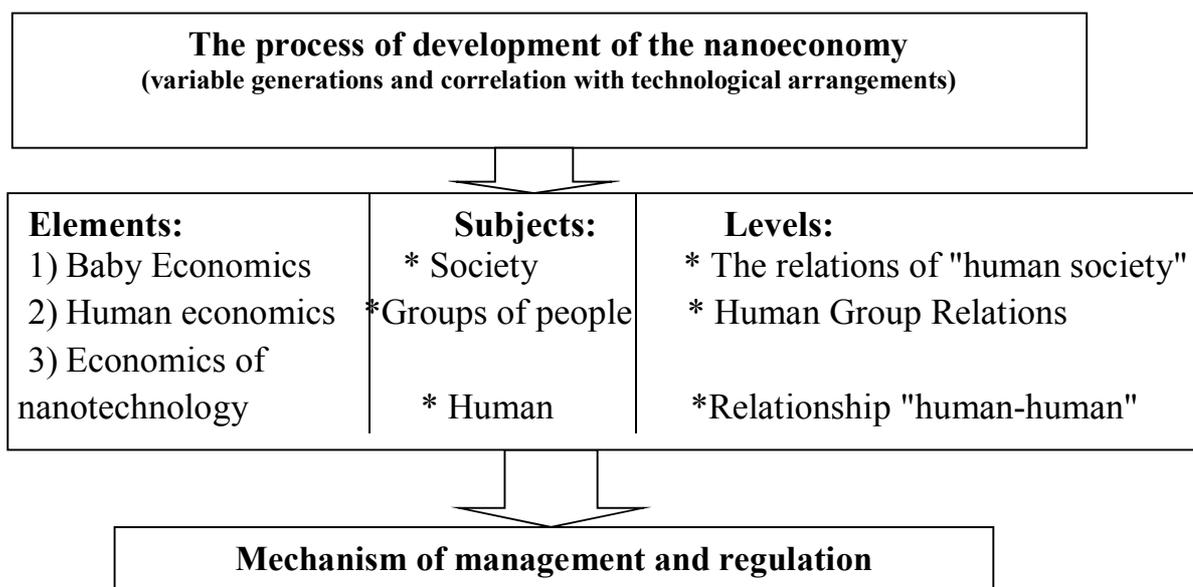 The process of development of the nanoeconomy
(variable generations and correlation with technological arrangements)
Elements:
1) Baby Economics
2) Human economics
3) Economics of
nanotechnology
Subjects:
* Society
*Groups of people
* Human
Levels:
* The relations of "human society"
* Human Group Relations
*Relationship "human-human"
Mechanism of management and regulation